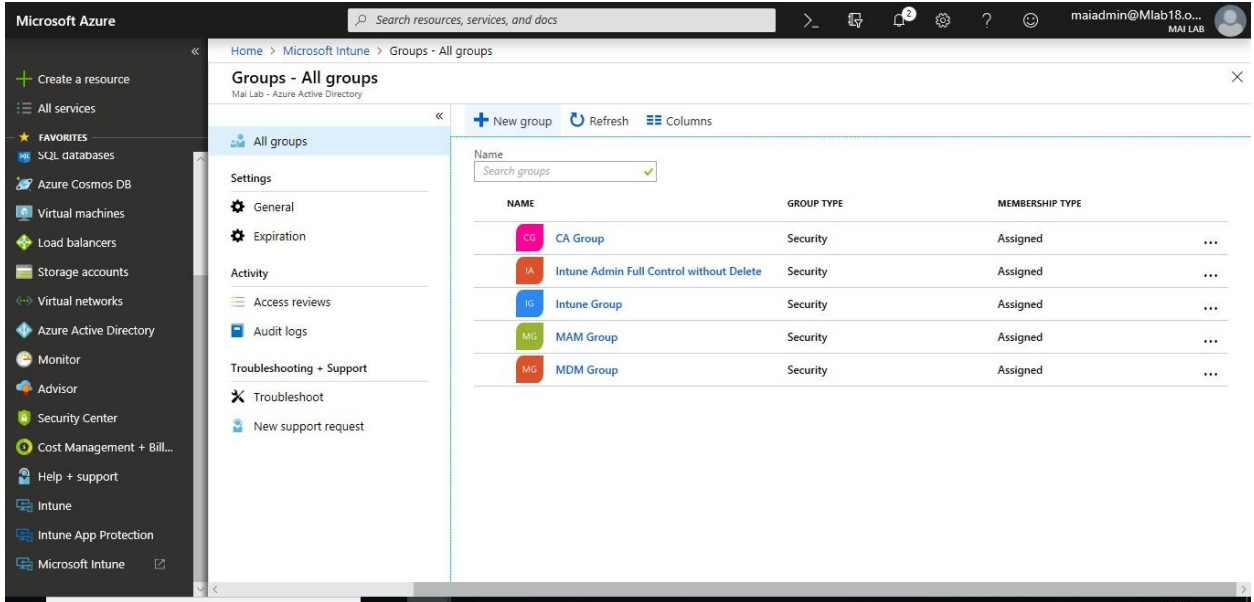 Microsoft Azure
Search resources, services, and docs
2
maiadmin@Mlab18.o...
MAI LAB
Create a resource
All services
FAVORITES
SQL databases
Azure Cosmos DB
Virtual machines
Load balancers
Storage accounts
Virtual networks
Azure Active Directory
Monitor
Advisor
Security Center
Cost Management + Bill...
Help + support
Intune
Intune App Protection
Microsoft Intune
Home > Microsoft Intune > Groups - All groups
Groups - All groups
Mai Lab - Azure Active Directory
All groups
Settings
General
Expiration
Activity
Access reviews
Audit logs
Troubleshooting + Support
Troubleshoot
New support request
New group Refresh Columns
Name
Search groups
NAME GROUP TYPE MEMBERSHIP TYPE
CG CA Group Security Assigned ...
IA Intune Admin Full Control without Delete Security Assigned ...
IG Intune Group Security Assigned ...
MG MAM Group Security Assigned ...
MG MDM Group Security Assigned ...